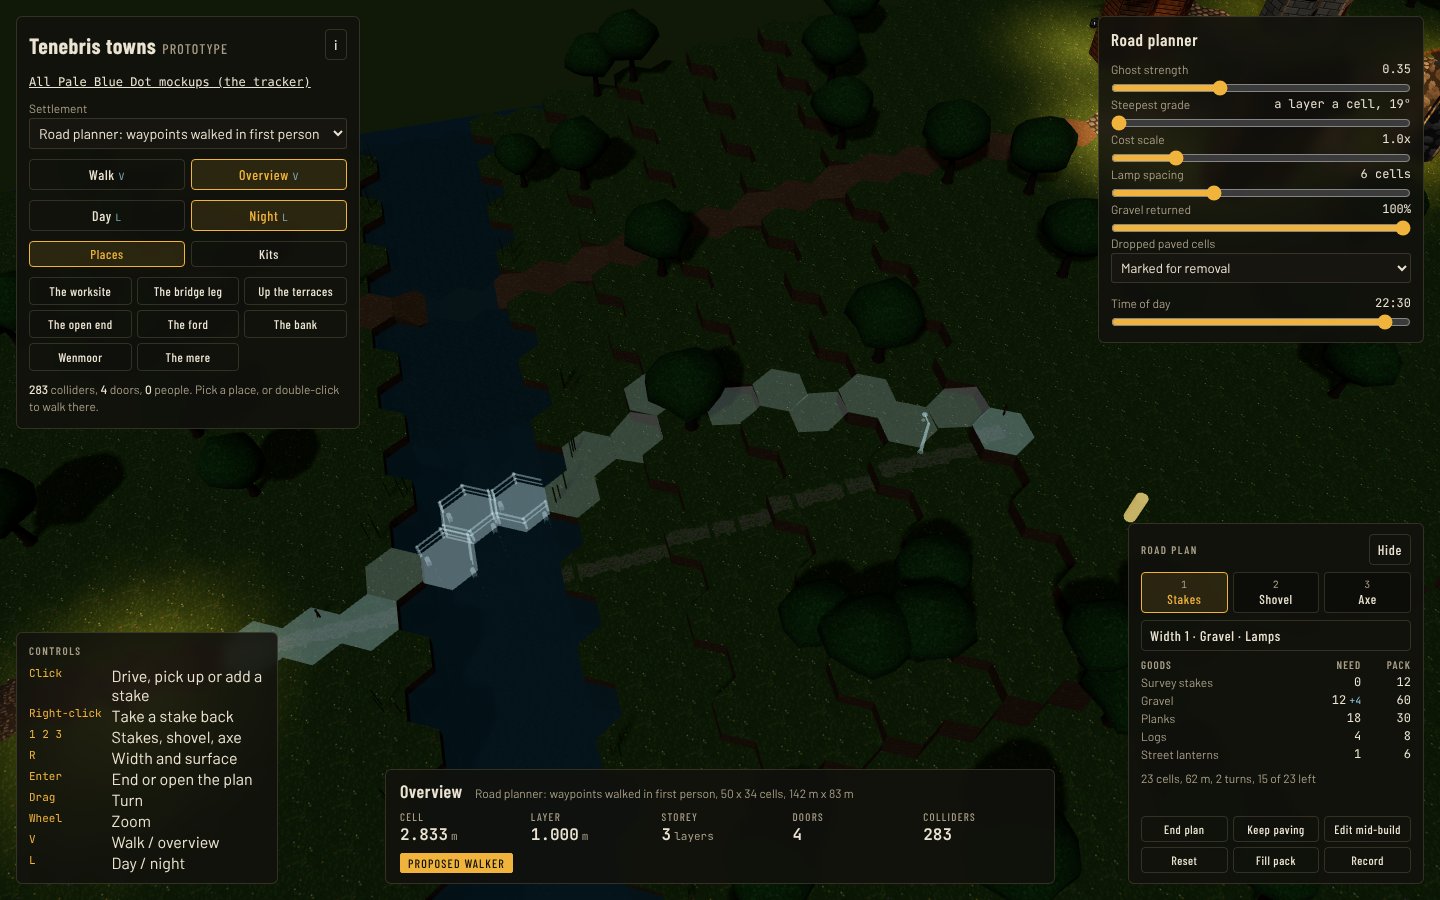 Tenebris towns PROTOTYPE
i
All Pale Blue Dot mockups (the tracker)
Settlement
Road planner: waypoints walked in first person
Walk V
Overview V
Day L
Night L
Places
Kits
The worksite
The bridge leg
Up the terraces
The open end
The ford
The bank
Wenmoor
The mere
283 colliders, 4 doors, 0 people. Pick a place, or double-click
to walk there.
Road planner
Ghost strength 0.35
Steepest grade a layer a cell, 19°
Cost scale 1.0x
Lamp spacing 6 cells
Gravel returned 100%
Dropped paved cells
Marked for removal
Time of day 22:30
CONTROLS
Click Drive, pick up or add a
stake
Right-click Take a stake back
1 2 3 Stakes, shovel, axe
R Width and surface
Enter End or open the plan
Drag Turn
Wheel Zoom
V Walk / overview
L Day / night
Overview Road planner: waypoints walked in first person, 50 x 34 cells, 142 m x 83 m
CELL LAYER STOREY DOORS COLLIDERS
2.833 m 1.000 m 3 layers 4 283
PROPOSED WALKER
ROAD PLAN
Hide
1 2 3
Stakes Shovel Axe
Width 1 · Gravel · Lamps
GOODS NEED PACK
Survey stakes 0 12
Gravel 12 +4 60
Planks 18 30
Logs 4 8
Street lanterns 1 6
23 cells, 62 m, 2 turns, 15 of 23 left
End plan Keep paving Edit mid-build
Reset Fill pack Record